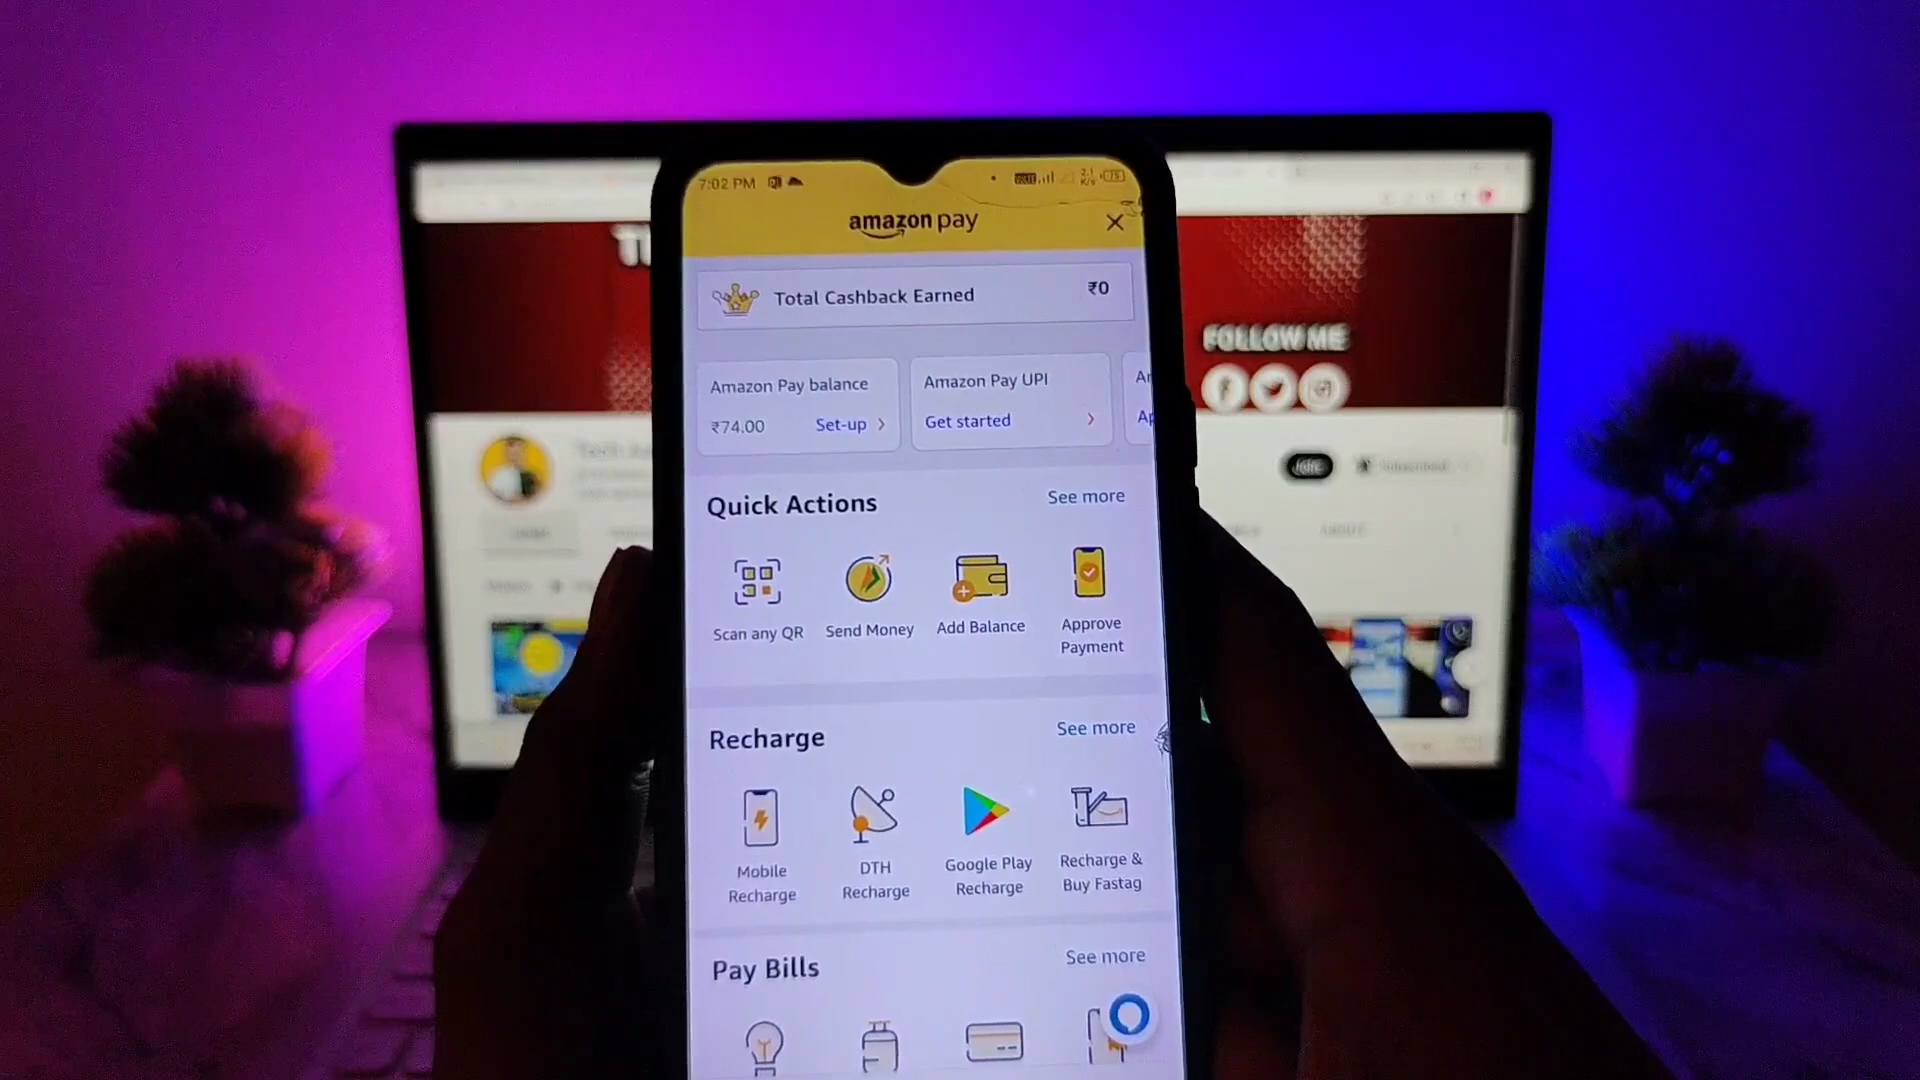 7:02 PM
amazon pay
Total Cashback Earned ₹0
Amazon Pay balance
₹74.00 Set-up >
Amazon Pay UPI
Get started >
Quick Actions See more
Scan any QR
Send Money
Add Balance
Approve
Payment
Recharge See more
Mobile
Recharge
DTH
Recharge
Google Play
Recharge
Recharge &
Buy Fastag
Pay Bills See more
FOLLOW ME